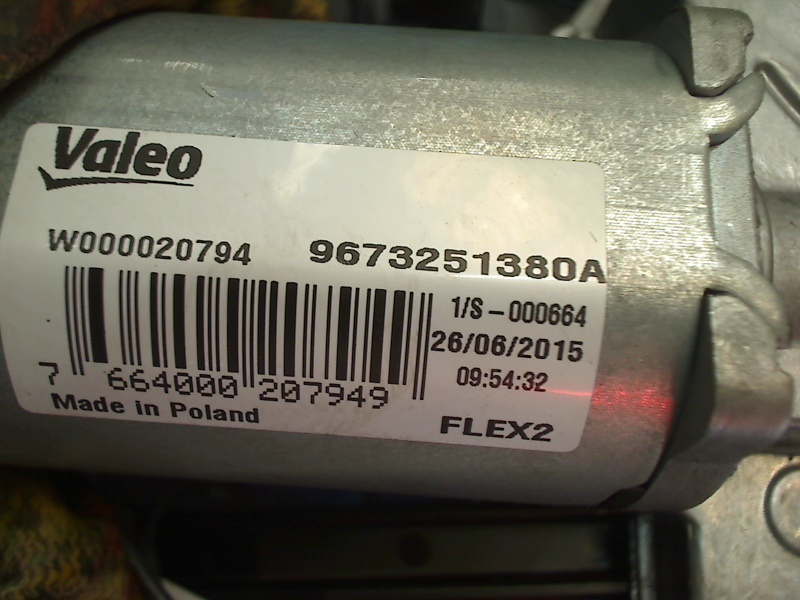 Valeo
W000020794 9673251380A
1/S-000664
26/06/2015
09:54:32
7 664000 207949
Made in Poland
FLEX2